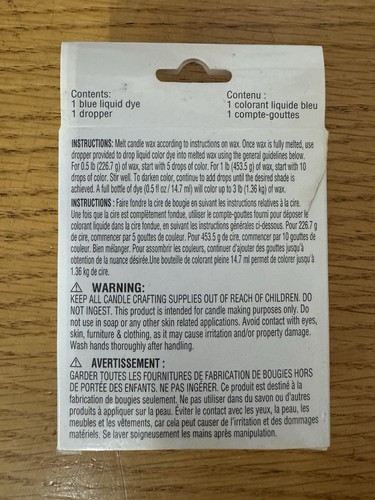 Contents:
1 blue liquid dye
1 dropper
Contenu :
1 colorant liquide bleu
1 compte-gouttes
INSTRUCTIONS: Melt candle wax according to instructions on wax. Once wax is fully melted, use
dropper provided to drop liquid color dye into melted wax using the general guidelines below.
For 0.5 lb (226.7 g) of wax, start with 5 drops of color. For 1 lb (453.5 g) of wax, start with 10
drops of color. Stir well. To darken color, continue to add drops until the desired shade is
achieved. A full bottle of dye (0.5 fl oz / 14.7 ml) will color up to 3 lb (1.36 kg) of wax.
INSTRUCTIONS : Faire fondre la cire de bougie en suivant les instructions relatives à la cire.
Une fois que la cire est complètement fondue, utiliser le compte-gouttes fourni pour déposer le
colorant liquide dans la cire fondue, en suivant les instructions générales ci-dessous. Pour 226.7 g
de cire, commencer par 5 gouttes de couleur. Pour 453.5 g de cire, commencer par 10 gouttes de
couleur. Bien mélanger. Pour assombrir les couleurs, continuer d'ajouter des gouttes jusqu'à
obtention de la nuance désirée.Une bouteille de colorant pleine 14.7 ml permet de colorer jusqu'à
1.36 kg de cire.
⚠ WARNING:
KEEP ALL CANDLE CRAFTING SUPPLIES OUT OF REACH OF CHILDREN. DO
NOT INGEST. This product is intended for candle making purposes only. Do
not use in soap or any other skin related applications. Avoid contact with eyes,
skin, furniture & clothing, as it may cause irritation and/or property damage.
Wash hands thoroughly after handling.
⚠ AVERTISSEMENT :
GARDER TOUTES LES FOURNITURES DE FABRICATION DE BOUGIES HORS
DE PORTÉE DES ENFANTS. NE PAS INGÉRER. Ce produit est destiné à la
fabrication de bougies seulement. Ne pas utiliser dans du savon ou d'autres
produits à appliquer sur la peau. Éviter le contact avec les yeux, la peau, les
meubles et les vêtements, car cela peut causer de l'irritation et des dommages
matériels. Se laver soigneusement les mains après manipulation.